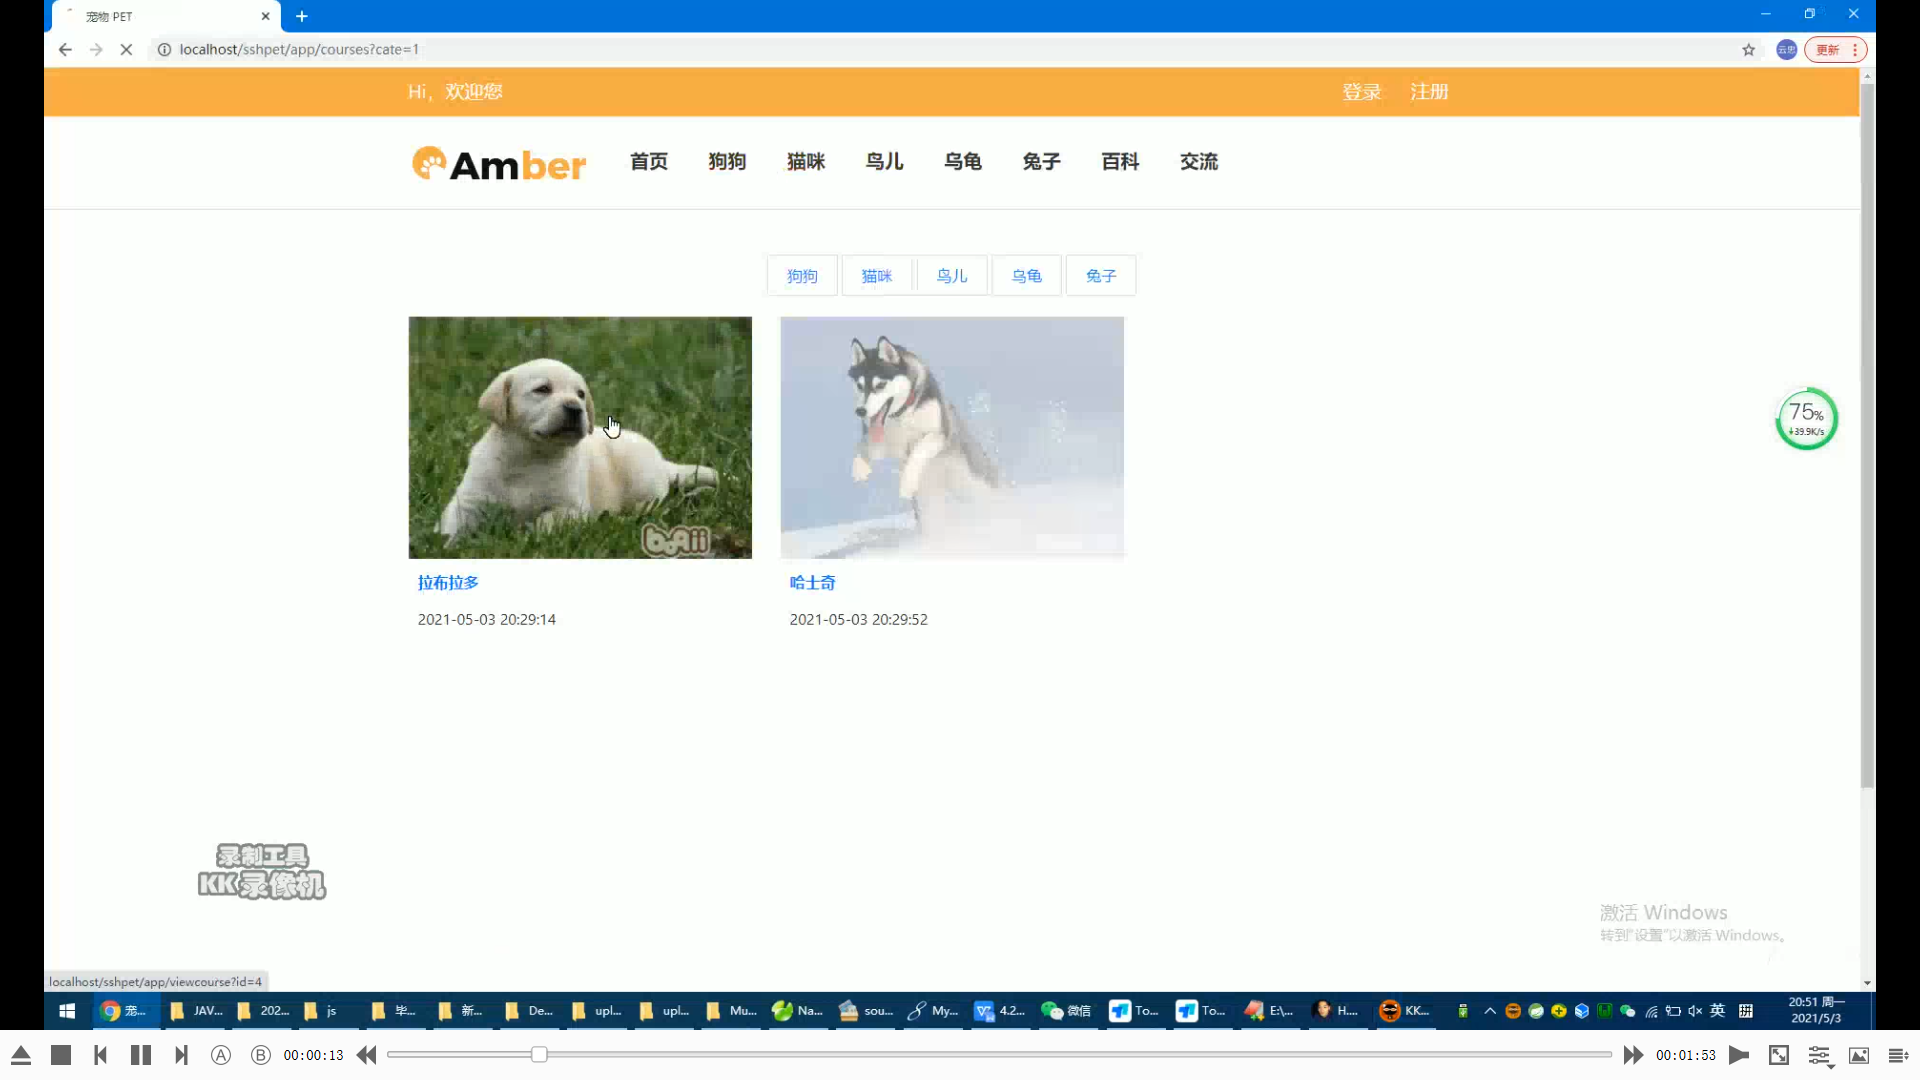 宠物 PET
localhost/sshpet/app/courses?cate=1
云忠
更新
Hi，欢迎您
登录
注册
Amber
首页
狗狗
猫咪
鸟儿
乌龟
兔子
百科
交流
狗狗
猫咪
鸟儿
乌龟
兔子
boqii
75%
39.9K/s
拉布拉多
哈士奇
2021-05-03 20:29:14
2021-05-03 20:29:52
录制工具
KK录像机
激活 Windows
转到"设置"以激活 Windows。
localhost/sshpet/app/viewcourse?id=4
宠...
JAV...
202...
js
毕...
新...
De...
upl...
upl...
Mu...
Na...
sou...
My...
4.2...
微信
To...
To...
E:\...
H...
KK...
英
20:51 周一
2021/5/3
A
B
00:00:13
00:01:53